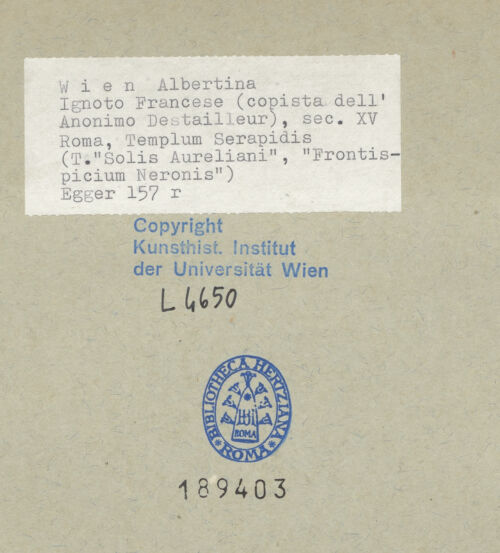 Wien Albertina
Ignoto Francese (copista dell'
Anonimo Destailleur), sec. XV
Roma, Templum Serapidis
(T."Solis Aureliani", "Frontis-
picium Neronis")
Egger 157 r
Copyright
Kunsthist. Institut
der Universität Wien
L 4650
BIBLIOTHECA HERTZIANA
ROMA
ROMA
189403